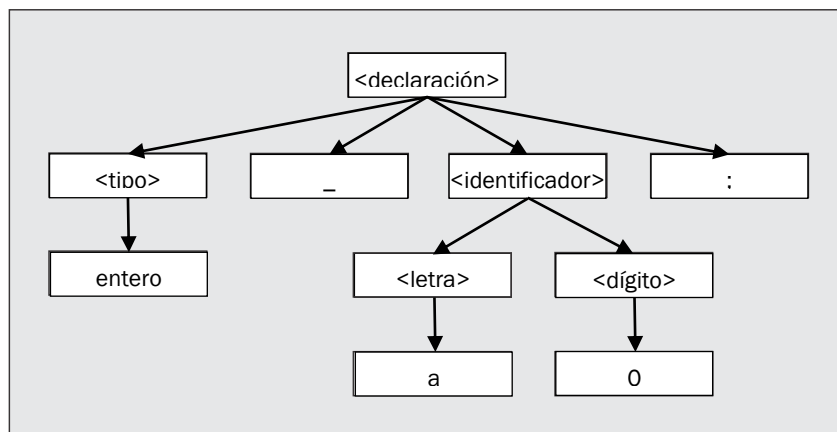 <declaración>
<tipo>
_
<identificador>
:
entero
<letra>
<dígito>
a
0